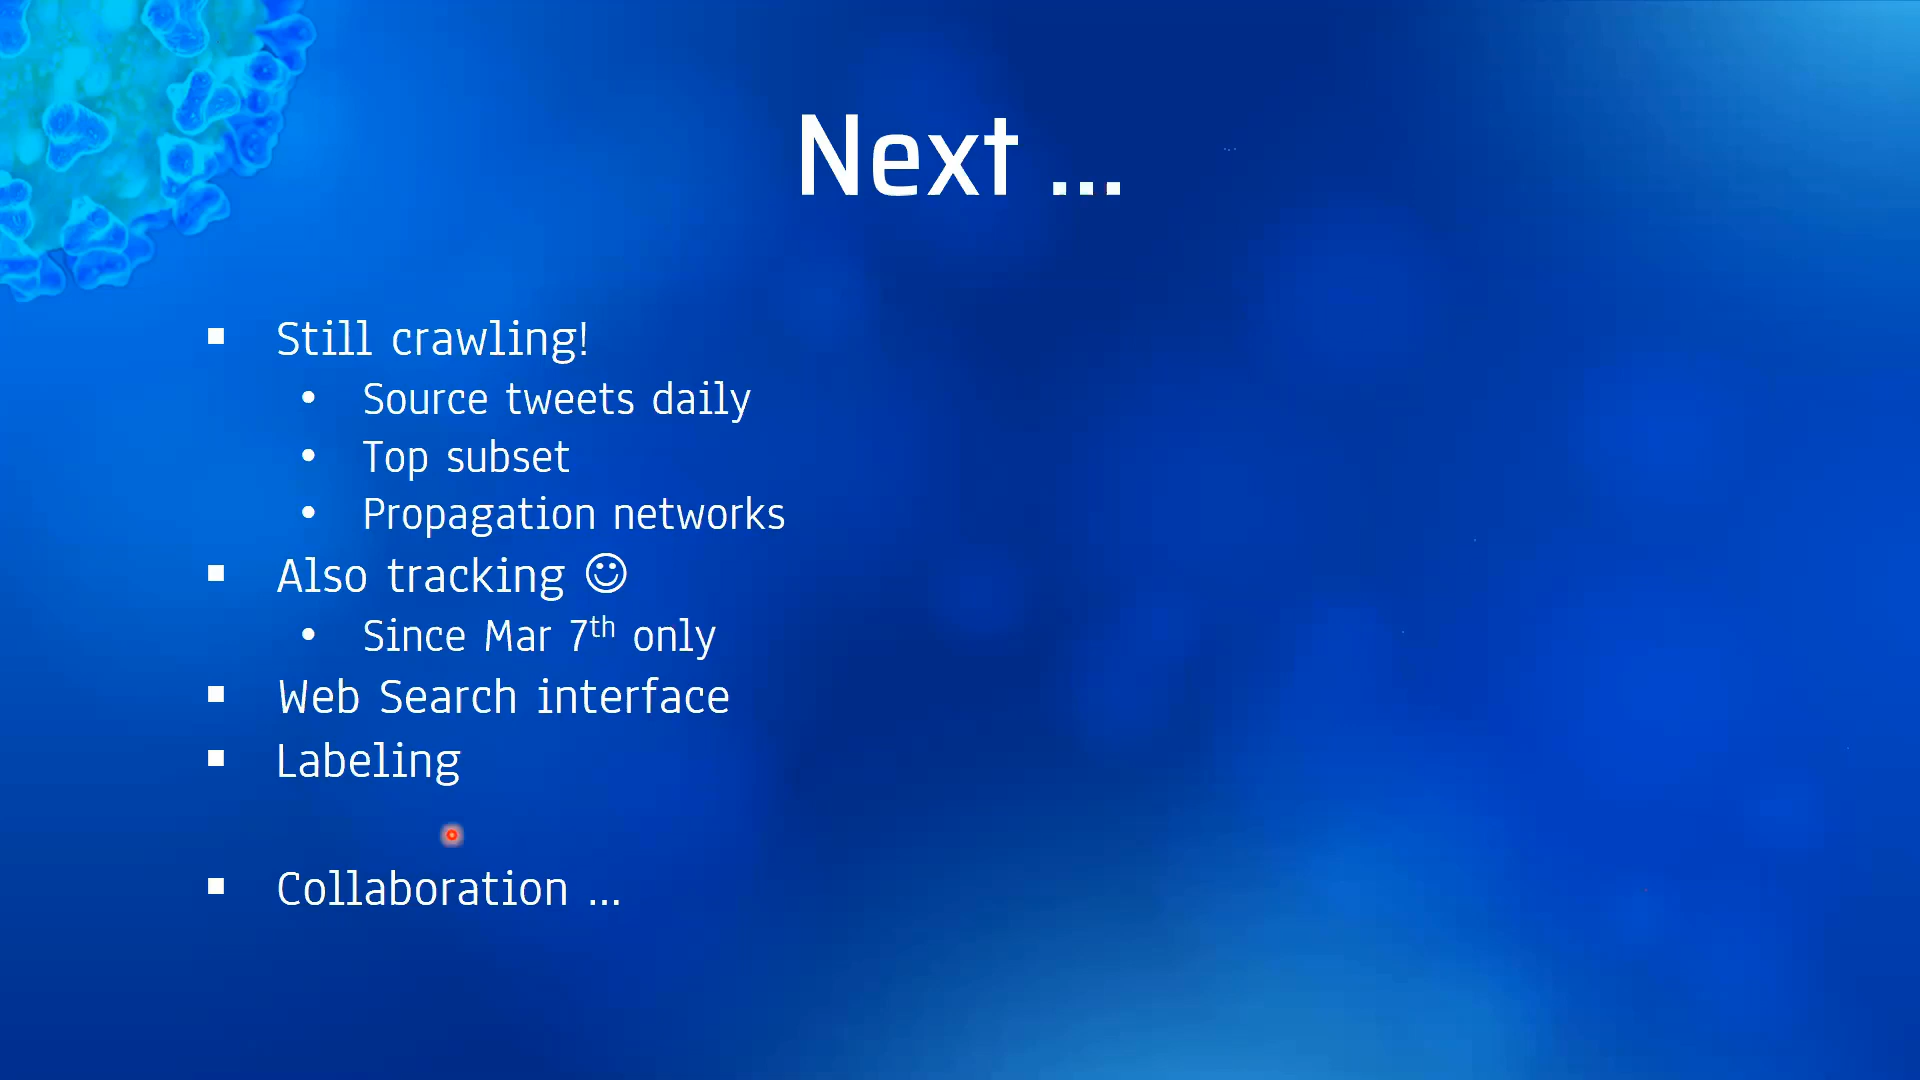 Next ...
▪ Still crawling!
• Source tweets daily
• Top subset
• Propagation networks
▪ Also tracking ☺
• Since Mar 7th only
▪ Web Search interface
▪ Labeling
▪ Collaboration ...